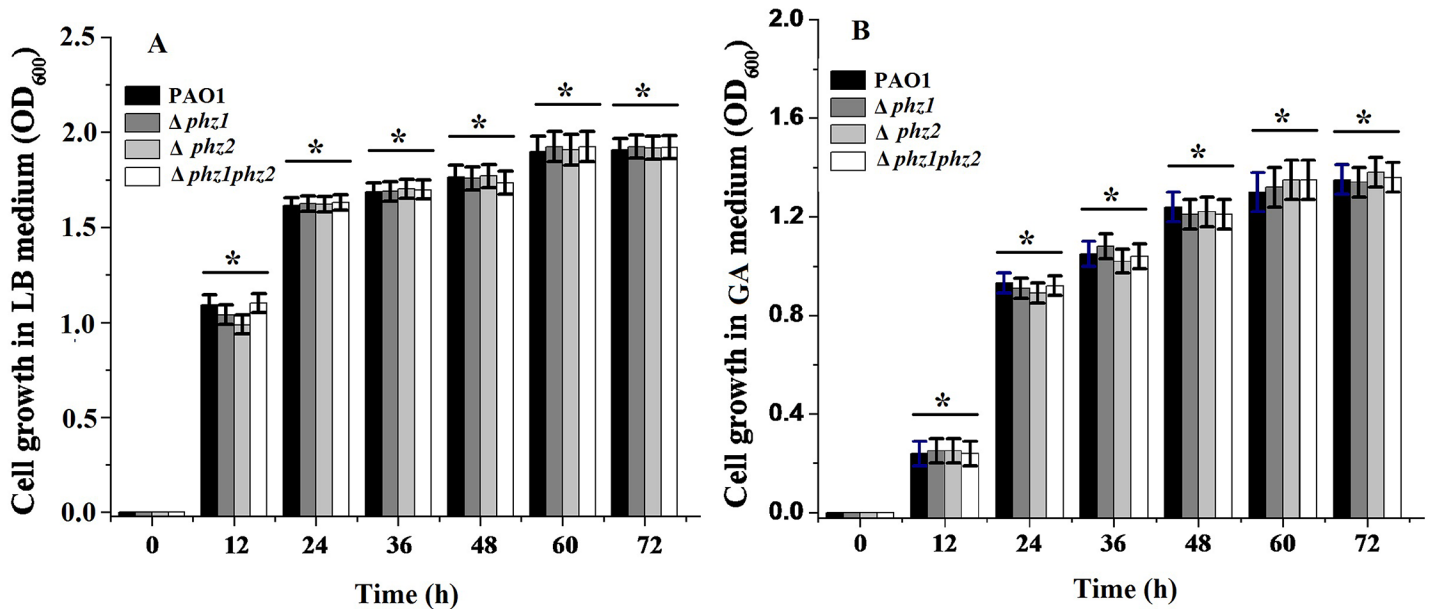 A
Cell growth in LB medium (OD600)
2.5
2.0
1.5
1.0
0.5
0.0
PAO1
Δ phz1
Δ phz2
Δ phz1phz2
* * * * * *
0 12 24 36 48 60 72
Time (h)
B
Cell growth in GA medium (OD600)
2.0
1.6
1.2
0.8
0.4
0.0
PAO1
Δ phz1
Δ phz2
Δ phz1phz2
* * * * * *
0 12 24 36 48 60 72
Time (h)